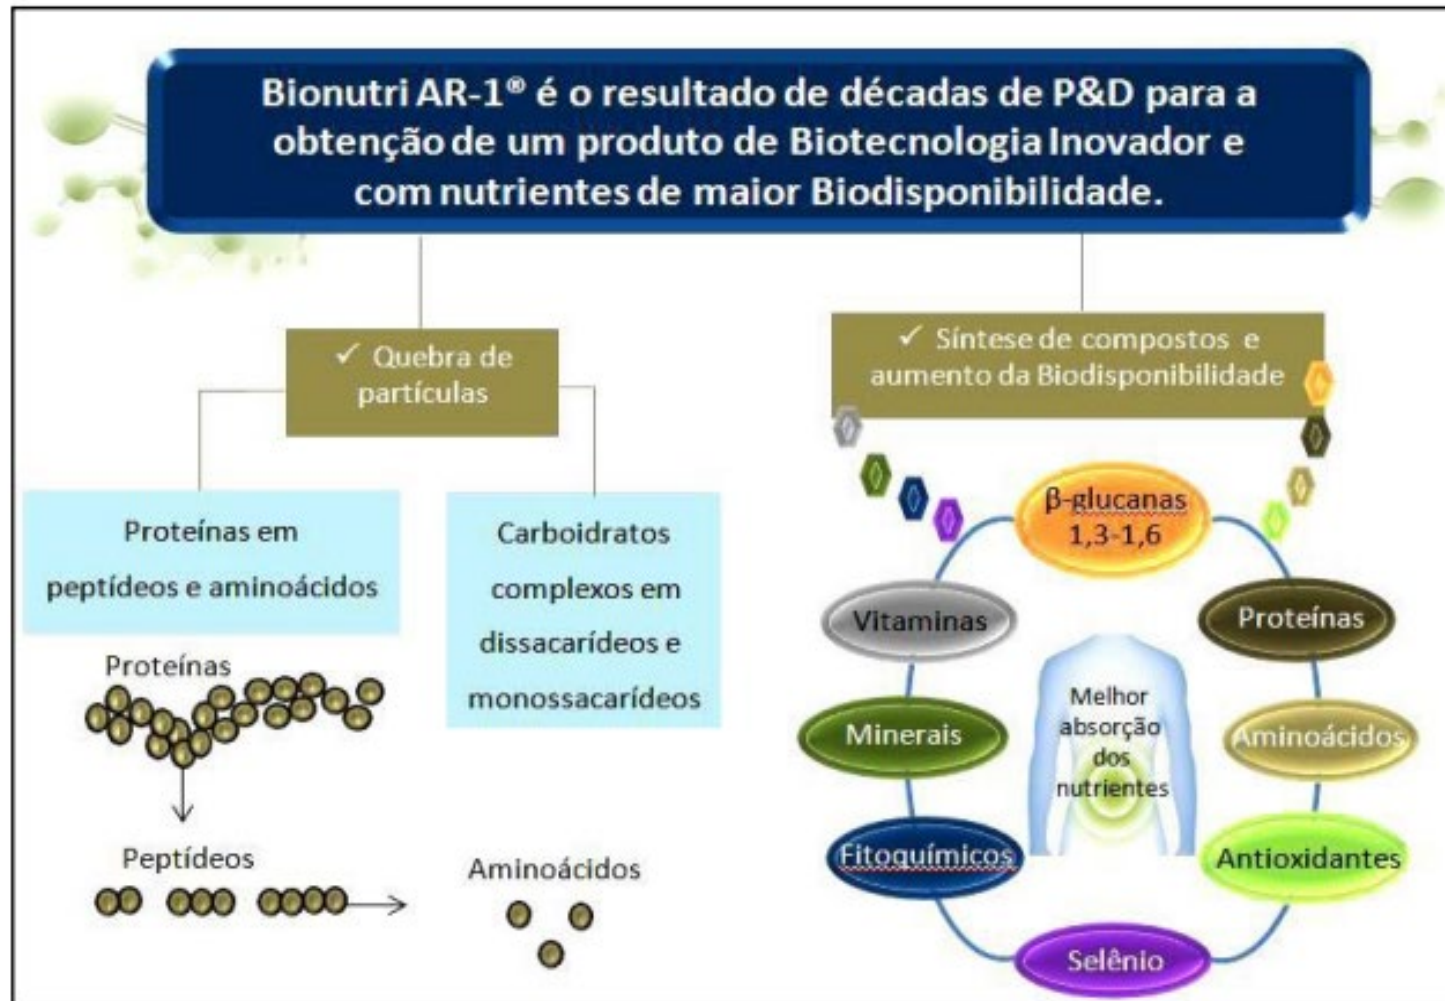 Bionutri AR-1® é o resultado de décadas de P&D para a
obtenção de um produto de Biotecnologia Inovador e
com nutrientes de maior Biodisponibilidade.
✓ Quebra de
partículas
Proteínas em
peptídeos e aminoácidos
Carboidratos
complexos em
dissacarídeos e
monossacarídeos
Proteínas
Peptídeos
Aminoácidos
✓ Síntese de compostos e
aumento da Biodisponibilidade
β-glucanas
1,3-1,6
Vitaminas
Proteínas
Minerais
Melhor
absorção
dos
nutrientes
Aminoácidos
Fitoquímicos
Antioxidantes
Selênio